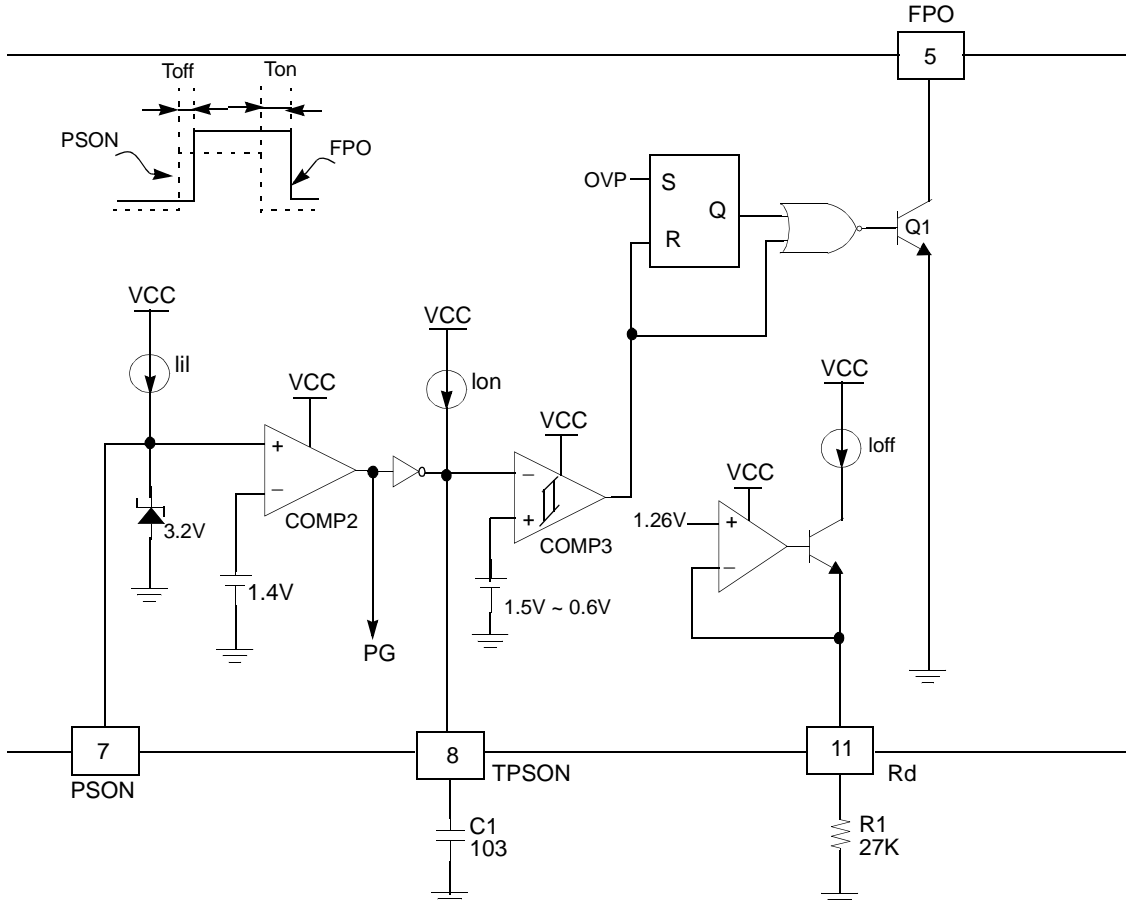 FPO
5
Toff
Ton
PSON
FPO
OVP
S
Q
R
Q1
VCC
Iil
VCC
Ion
VCC
VCC
VCC
Ioff
VCC
+
−
COMP2
3.2V
1.4V
PG
−
+
COMP3
1.5V ~ 0.6V
1.26V
+
−
7
PSON
8
TPSON
11
Rd
C1
103
R1
27K